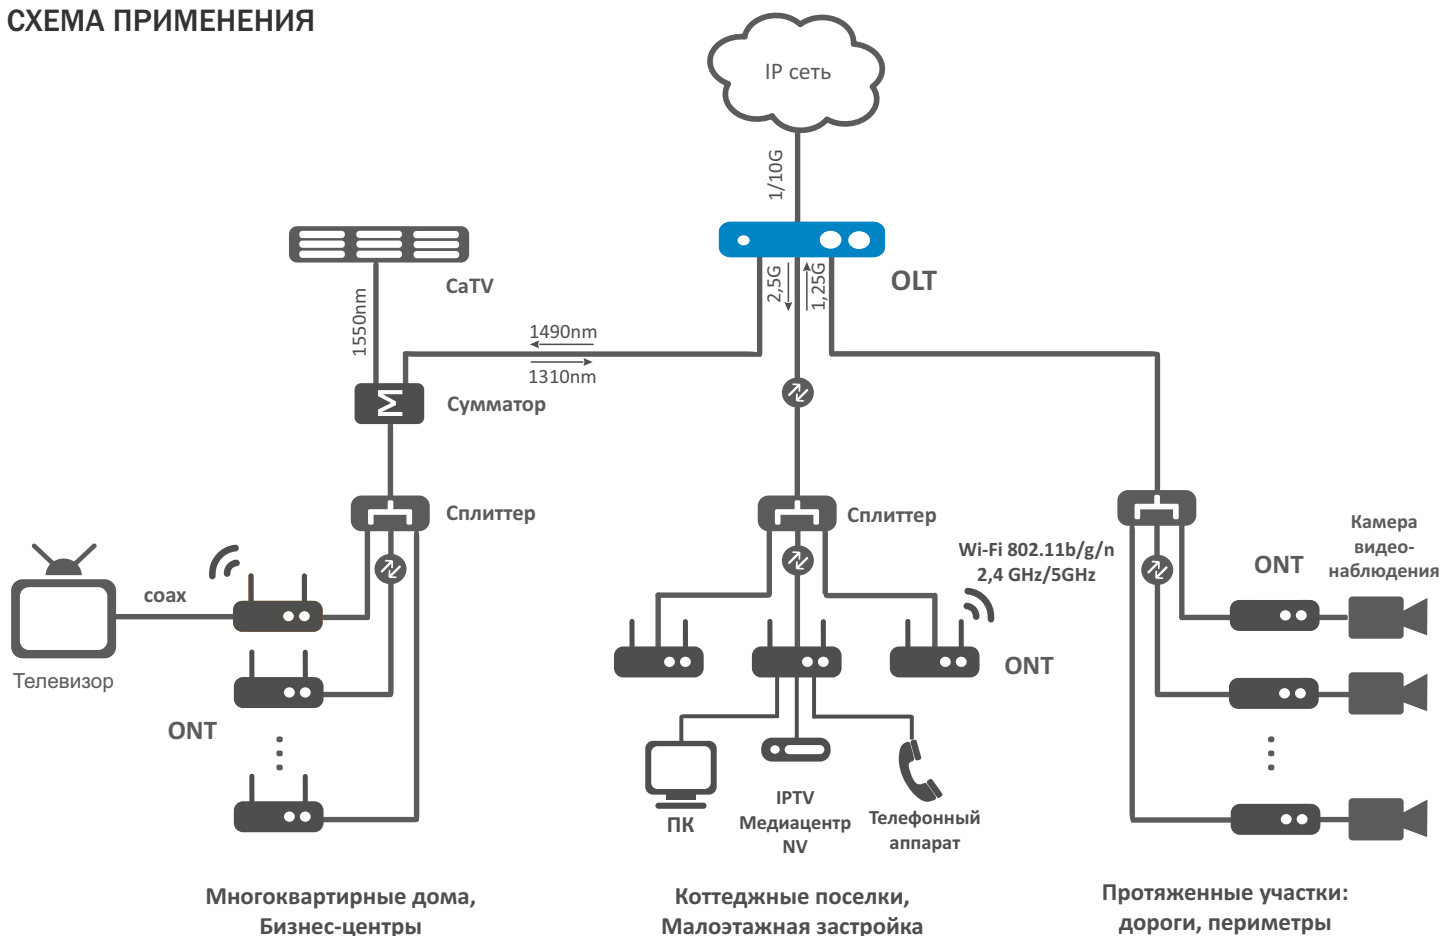 СХЕМА ПРИМЕНЕНИЯ
IP сеть
1/10G
OLT
2,5G
1,25G
CaTV
1550nm
1490nm
1310nm
Сумматор
Сплиттер
Сплиттер
Wi-Fi 802.11b/g/n
2,4 GHz/5GHz
Камера
видео-
наблюдения
ONT
coax
Телевизор
ONT
ONT
ПК
IPTV
Медиацентр
NV
Телефонный
аппарат
Многоквартирные дома,
Бизнес-центры
Коттеджные поселки,
Малоэтажная застройка
Протяженные участки:
дороги, периметры